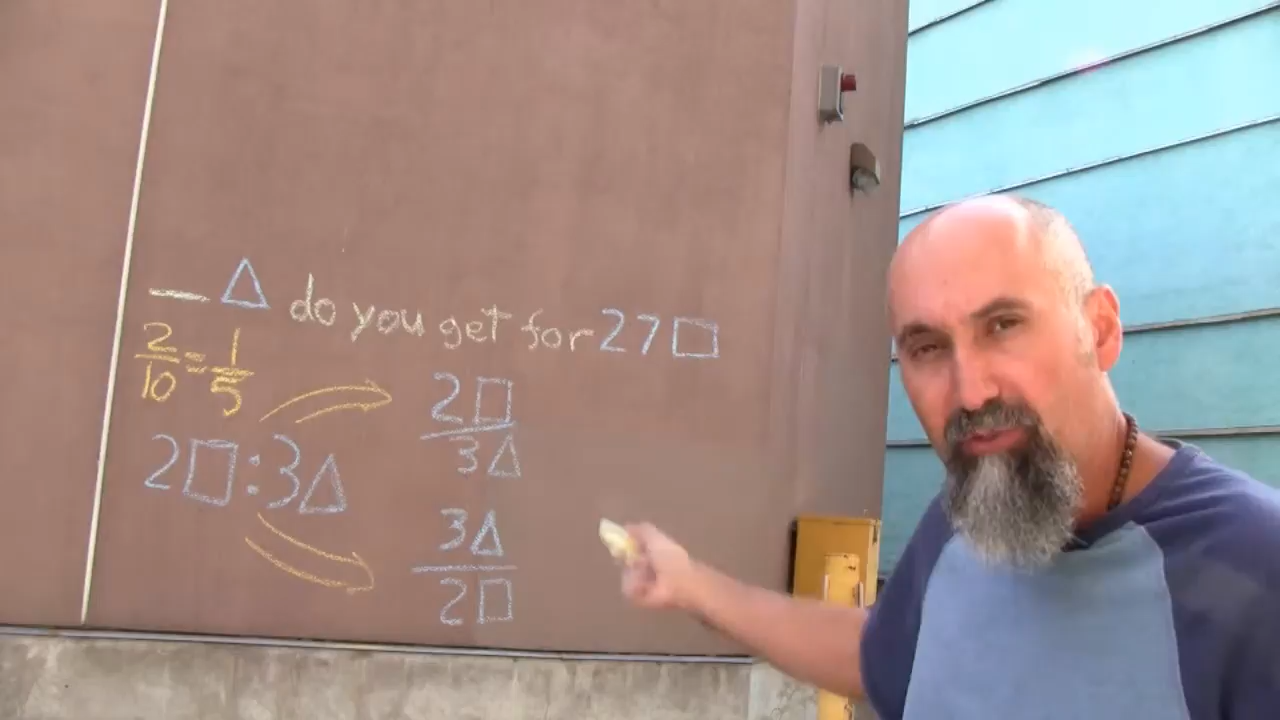 _ △ do you get for 27 □
2/10 = 1/5
2□ : 3△
2□/3△
3△/2□